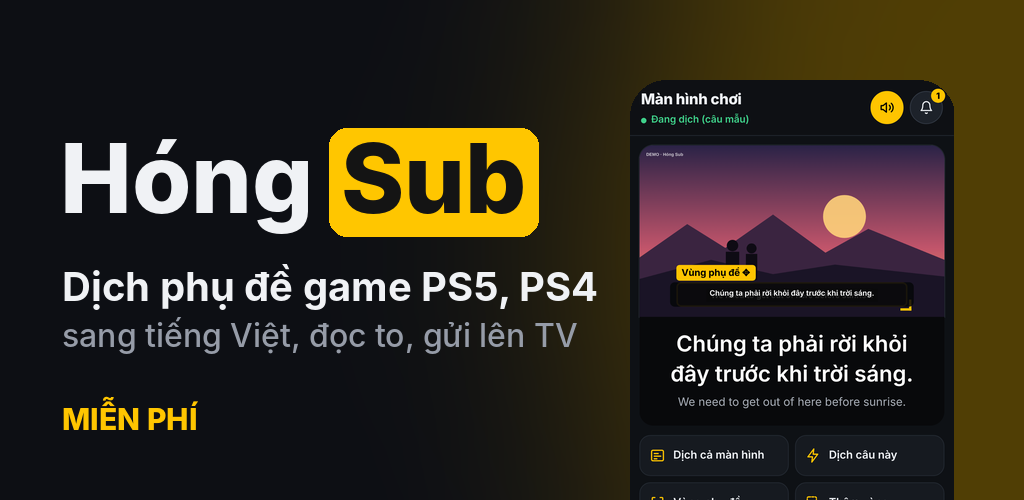 Hóng Sub
Dịch phụ đề game PS5, PS4
sang tiếng Việt, đọc to, gửi lên TV
MIỄN PHÍ
Màn hình chơi
1
Đang dịch (câu mẫu)
DEMO · Hóng Sub
Vùng phụ đề
Chúng ta phải rời khỏi đây trước khi trời sáng.
Chúng ta phải rời khỏi
đây trước khi trời sáng.
We need to get out of here before sunrise.
Dịch cả màn hình
Dịch câu này